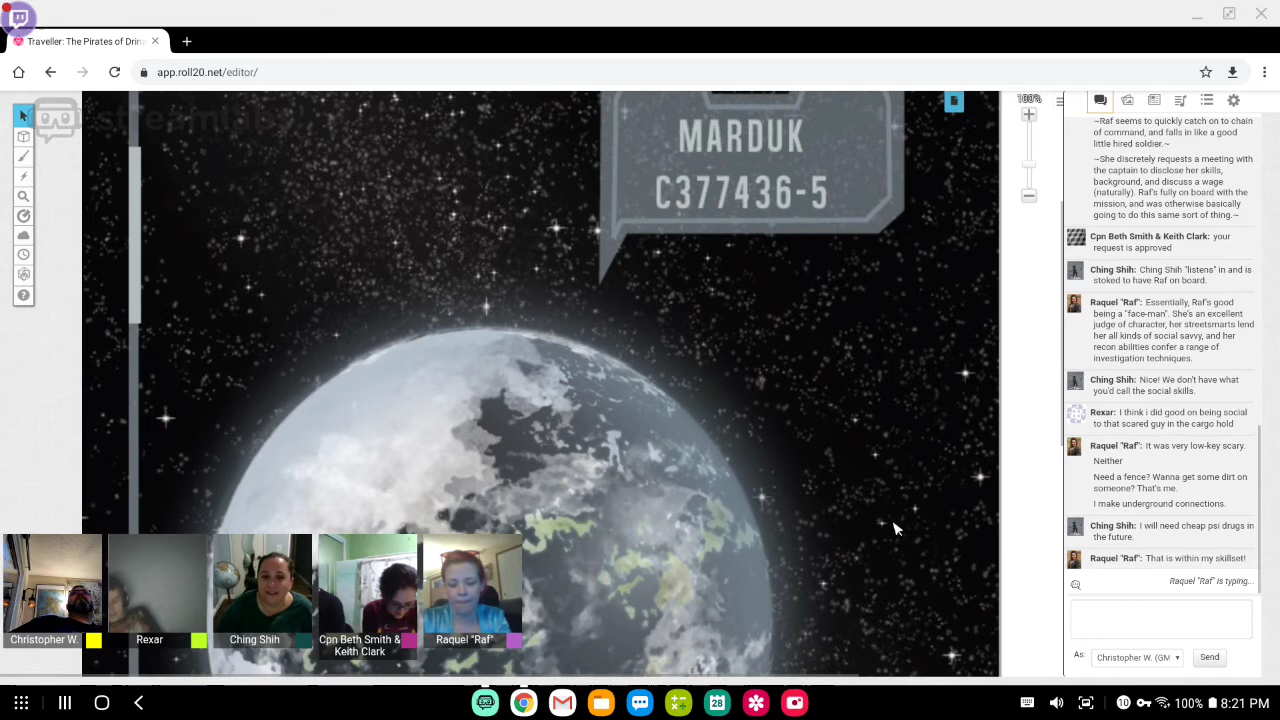 Traveller: The Pirates of Drina
app.roll20.net/editor/
streamlabs
MARDUK
C377436-5
100%
~Raf seems to quickly catch on to chain
of command, and falls in like a good
little hired soldier.~
~She discretely requests a meeting with
the captain to disclose her skills,
background, and discuss a wage
(naturally). Raf's fully on board with the
mission, and was otherwise basically
going to do this same sort of thing.~
Cpn Beth Smith & Keith Clark: your
request is approved
Ching Shih: Ching Shih "listens" in and is
stoked to have Raf on board.
Raquel "Raf": Essentially, Raf's good
being a "face-man". She's an excellent
judge of character, her streetsmarts lend
her all kinds of social savvy, and her
recon abilities confer a range of
investigation techniques.
Ching Shih: Nice! We don't have what
you'd call the social skills.
Rexar: I think i did good on being social
to that scared guy in the cargo hold
Raquel "Raf": It was very low-key scary.
Neither
Need a fence? Wanna get some dirt on
someone? That's me.
I make underground connections.
Ching Shih: I will need cheap psi drugs in
the future.
Raquel "Raf": That is within my skillset!
Raquel "Raf" is typing...
As:
Christopher W. (GM
Send
Christopher W.
Rexar
Ching Shih
Cpn Beth Smith &
Keith Clark
Raquel "Raf"
28
10
100%
8:21 PM